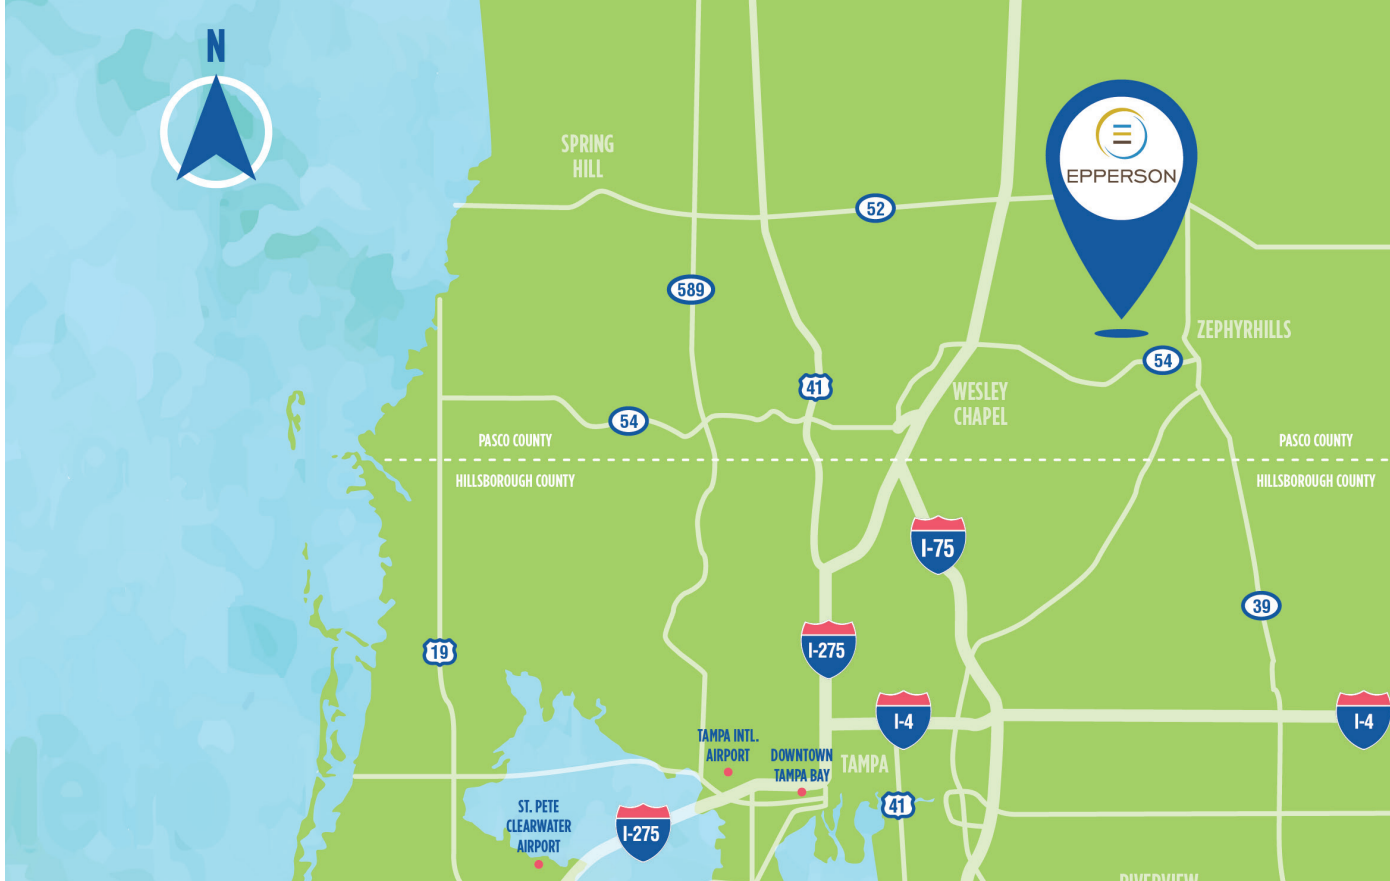 N
SPRING
HILL
EPPERSON
52
589
ZEPHYRHILLS
54
41
WESLEY
CHAPEL
54
PASCO COUNTY
PASCO COUNTY
HILLSBOROUGH COUNTY
HILLSBOROUGH COUNTY
I-75
39
19
I-275
I-4
I-4
TAMPA INTL.
AIRPORT
DOWNTOWN
TAMPA BAY
TAMPA
ST. PETE
CLEARWATER
AIRPORT
I-275
41
RIVERVIEW